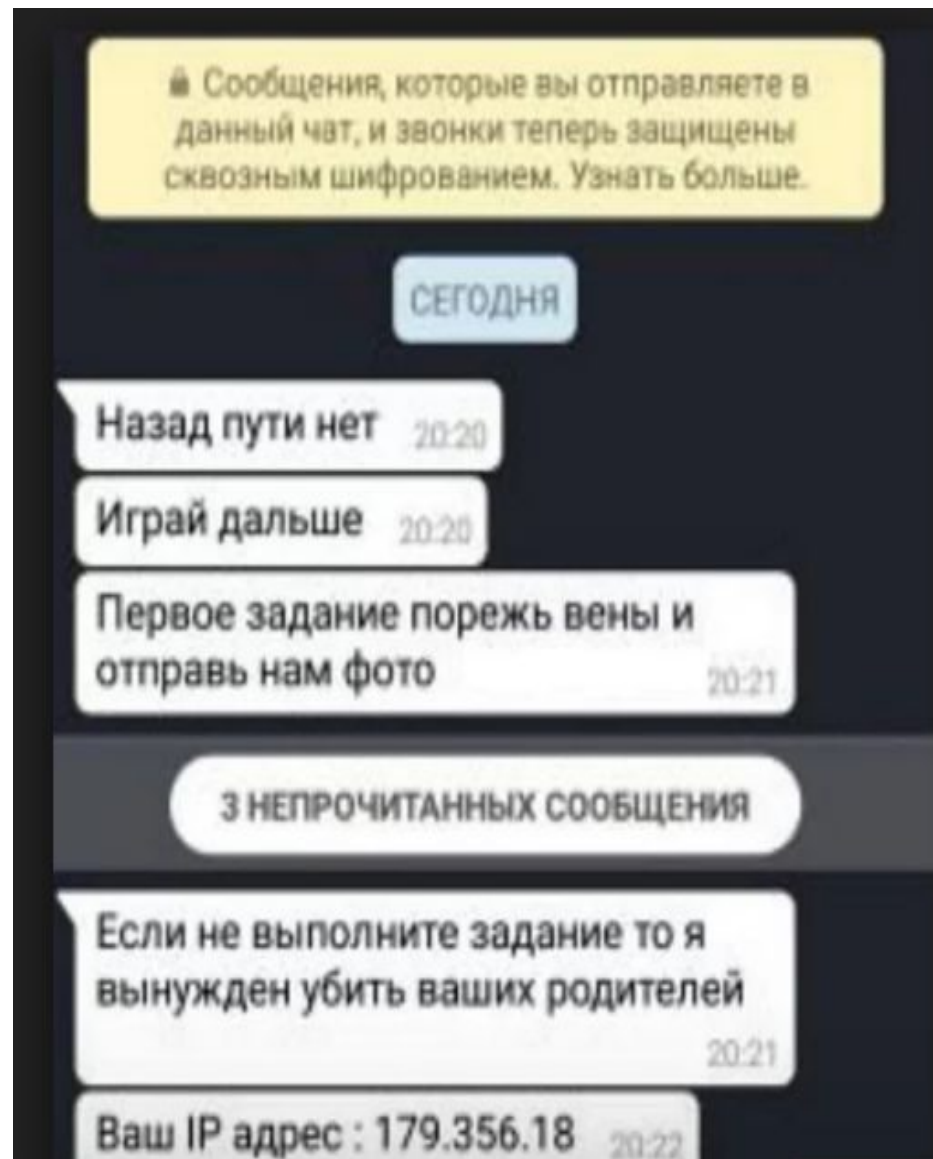 Сообщения, которые вы отправляете в
данный чат, и звонки теперь защищены
сквозным шифрованием. Узнать больше.
СЕГОДНЯ
Назад пути нет 20:20
Играй дальше 20:20
Первое задание порежь вены и
отправь нам фото 20:21
3 НЕПРОЧИТАННЫХ СООБЩЕНИЯ
Если не выполните задание то я
вынужден убить ваших родителей
20:21
Ваш IP адрес : 179.356.18 20:22